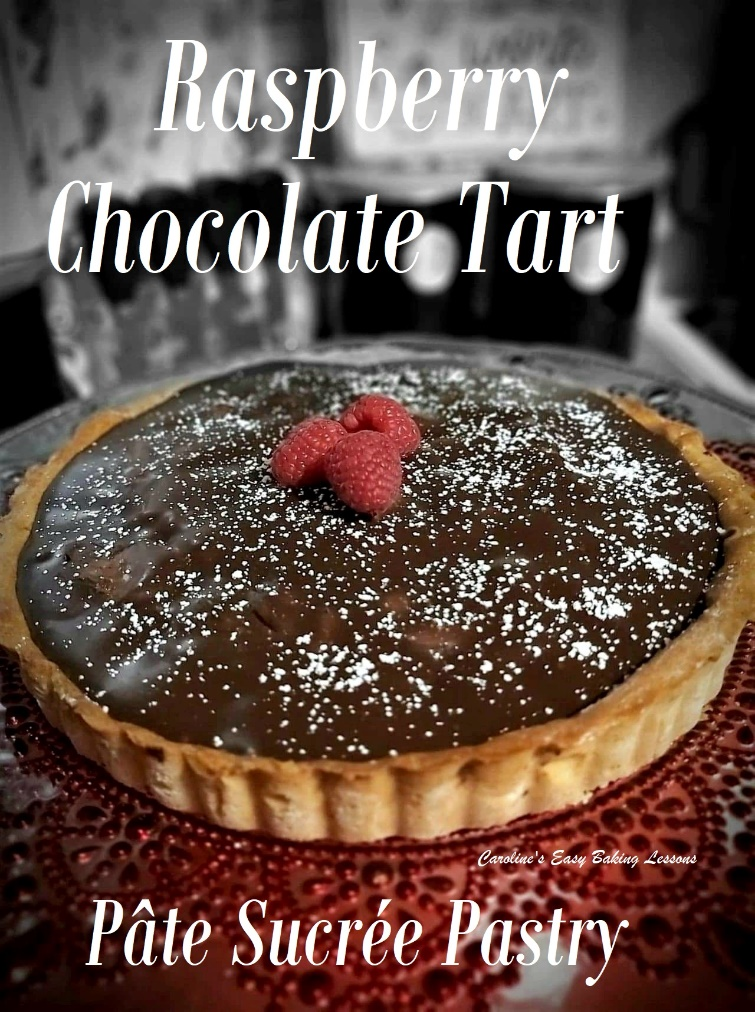 Raspberry
Chocolate Tart
Caroline's Easy Baking Lessons
Pâte Sucrée Pastry